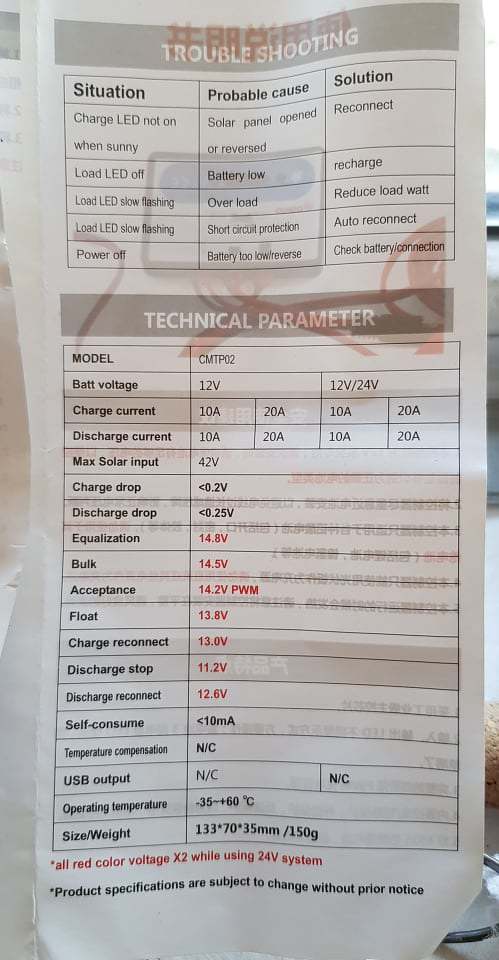 TROUBLE SHOOTING
Situation Probable cause Solution
Charge LED not on Solar panel opened Reconnect
when sunny or reversed
Load LED off Battery low recharge
Load LED slow flashing Over load Reduce load watt
Load LED slow flashing Short circuit protection Auto reconnect
Power off Battery too low/reverse Check battery/connection
TECHNICAL PARAMETER
MODEL CMTP02
Batt voltage 12V 12V/24V
Charge current 10A 20A 10A 20A
Discharge current 10A 20A 10A 20A
Max Solar input 42V
Charge drop <0.2V
Discharge drop <0.25V
Equalization 14.8V
Bulk 14.5V
Acceptance 14.2V PWM
Float 13.8V
Charge reconnect 13.0V
Discharge stop 11.2V
Discharge reconnect 12.6V
Self-consume <10mA
Temperature compensation N/C
USB output N/C N/C
Operating temperature -35~+60 ℃
Size/Weight 133*70*35mm /150g
*all red color voltage X2 while using 24V system
*Product specifications are subject to change without prior notice